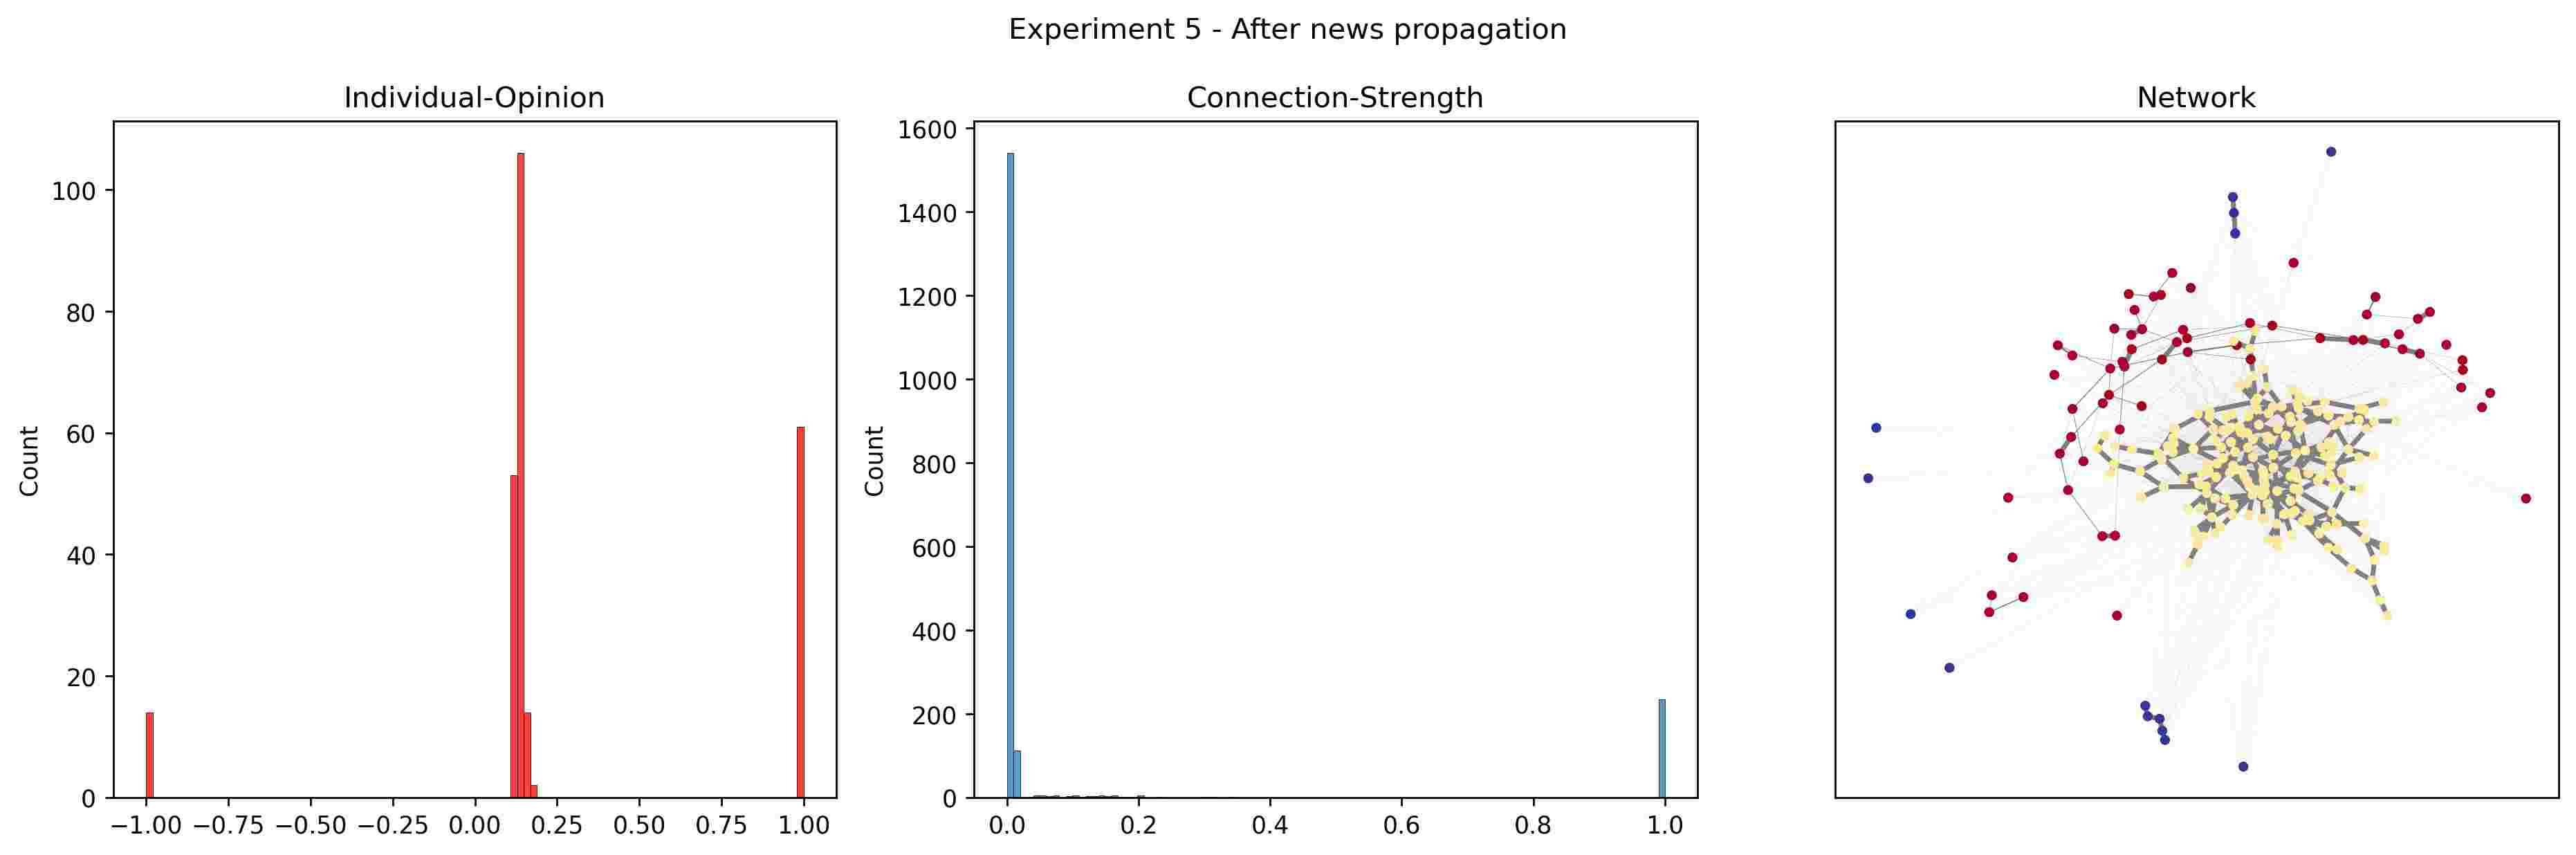 Experiment 5 - After news propagation
Individual-Opinion
Count
100
80
60
40
20
0
−1.00 −0.75 −0.50 −0.25 0.00 0.25 0.50 0.75 1.00
Connection-Strength
Count
1600
1400
1200
1000
800
600
400
200
0
0.0 0.2 0.4 0.6 0.8 1.0
Network